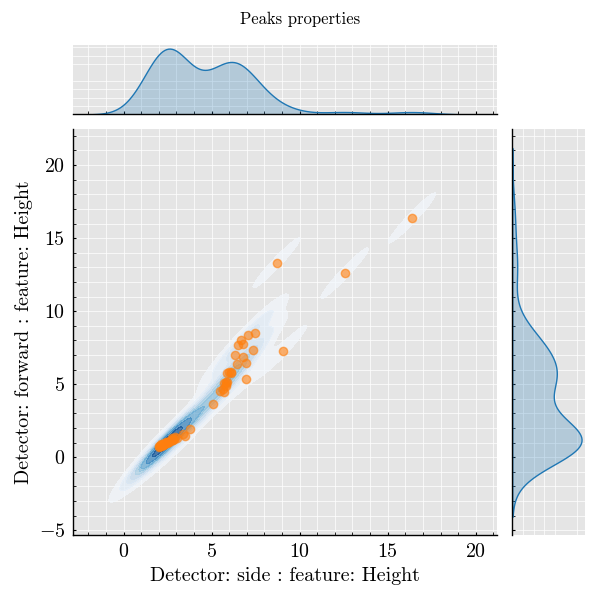 Peaks properties
20
15
10
5
0
−5
Detector: forward : feature: Height
0 5 10 15 20
Detector: side : feature: Height